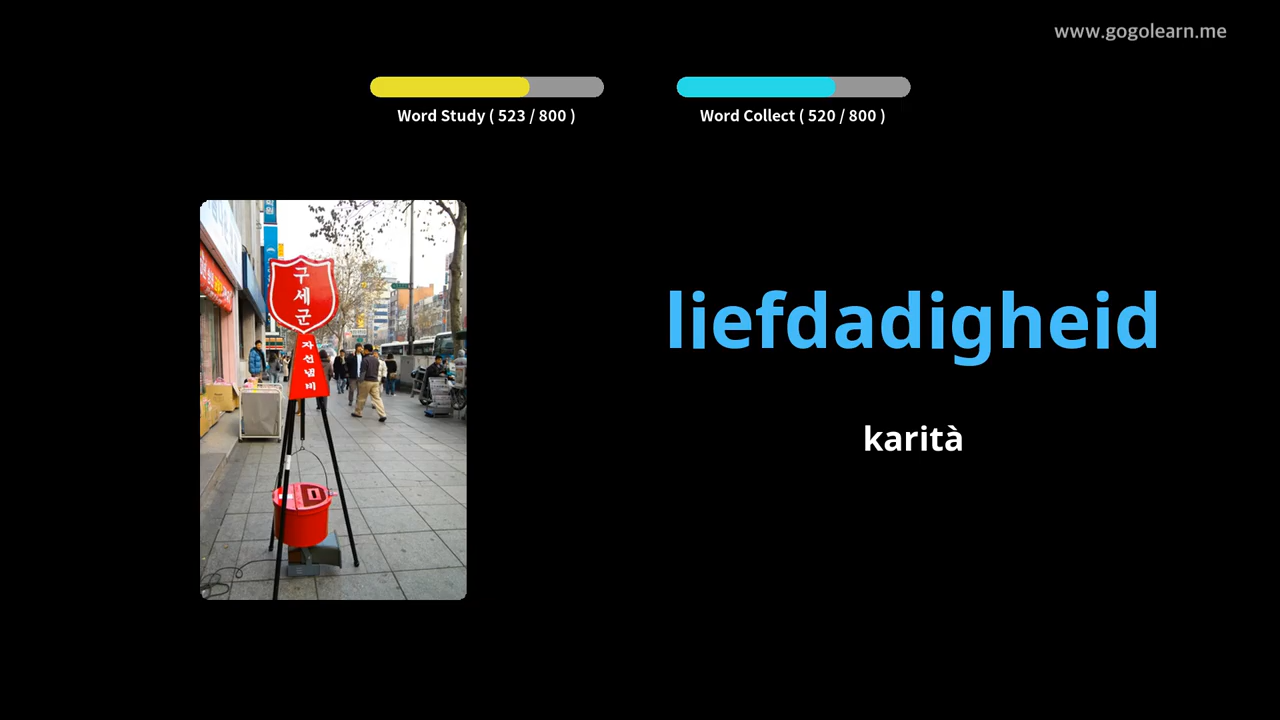 www.gogolearn.me
Word Study ( 523 / 800 )
Word Collect ( 520 / 800 )
구
세
군
자
선
냄
비
liefdadigheid
karità